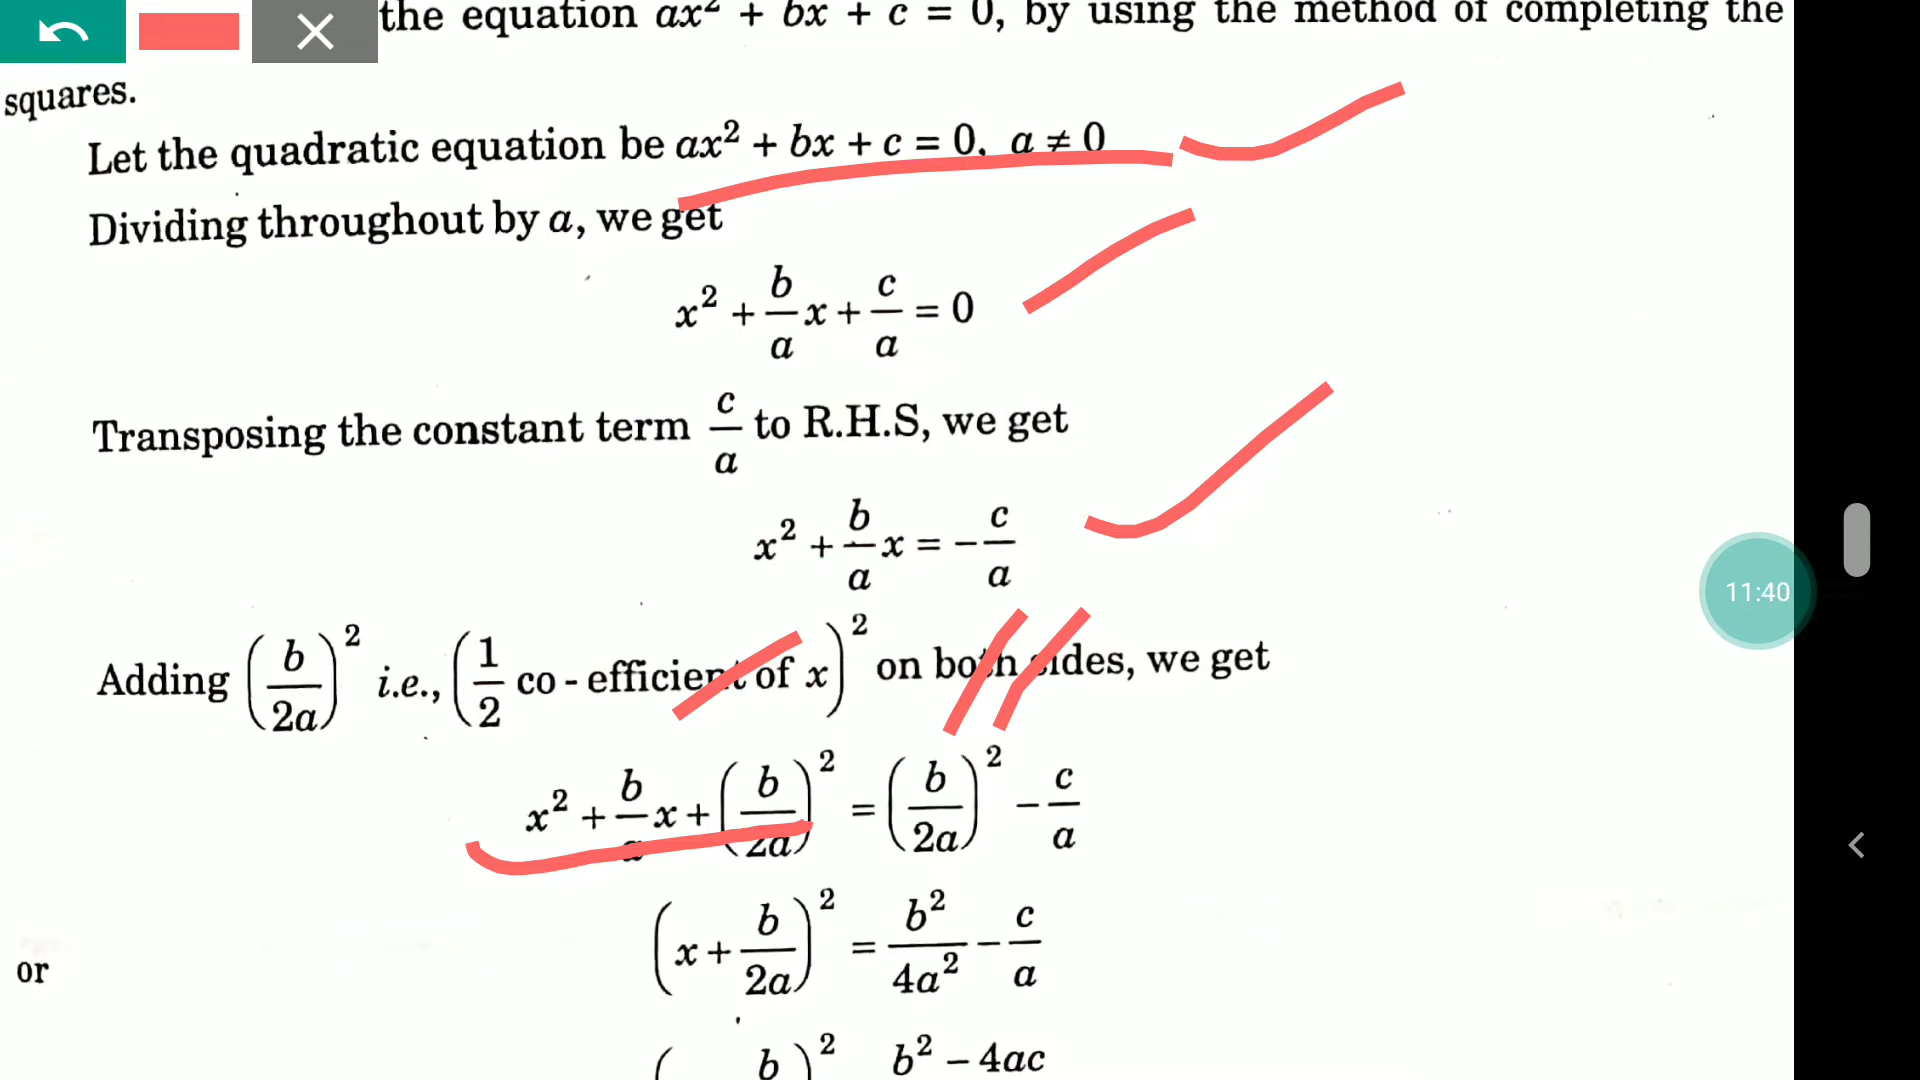 the equation ax² + bx + c = 0, by using the method of completing the
squares.
Let the quadratic equation be ax² + bx + c = 0, a ≠ 0
Dividing throughout by a, we get
x² + b/a x + c/a = 0
Transposing the constant term c/a to R.H.S, we get
x² + b/a x = - c/a
Adding (b/2a)² i.e., (1/2 co - efficient of x)² on both sides, we get
x² + b/a x + (b/2a)² = (b/2a)² - c/a
or (x + b/2a)² = b²/4a² - c/a
( b )² b² – 4ac
11:40